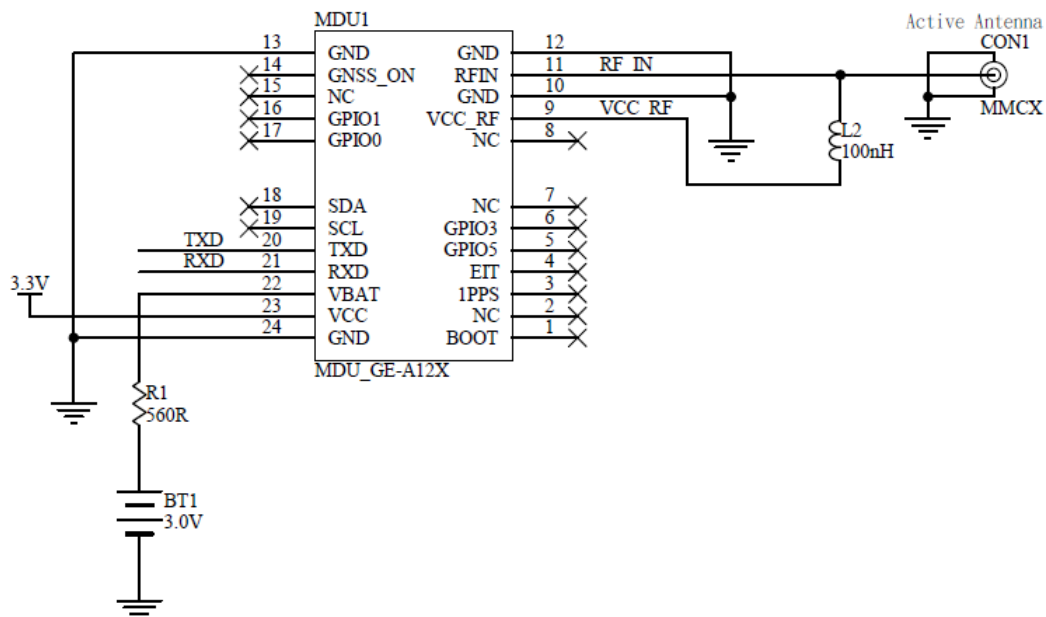 MDU1
Active Antenna
CON1
MMCX
13 GND GND 12
14 GNSS_ON RFIN 11 RF_IN
15 NC GND 10
16 GPIO1 VCC_RF 9 VCC_RF
17 GPIO0 NC 8
L2
100nH
18 SDA NC 7
19 SCL GPIO3 6
TXD 20 TXD GPIO5 5
RXD 21 RXD EIT 4
3.3V
22 VBAT 1PPS 3
23 VCC NC 2
24 GND BOOT 1
MDU_GE-A12X
R1
560R
BT1
3.0V